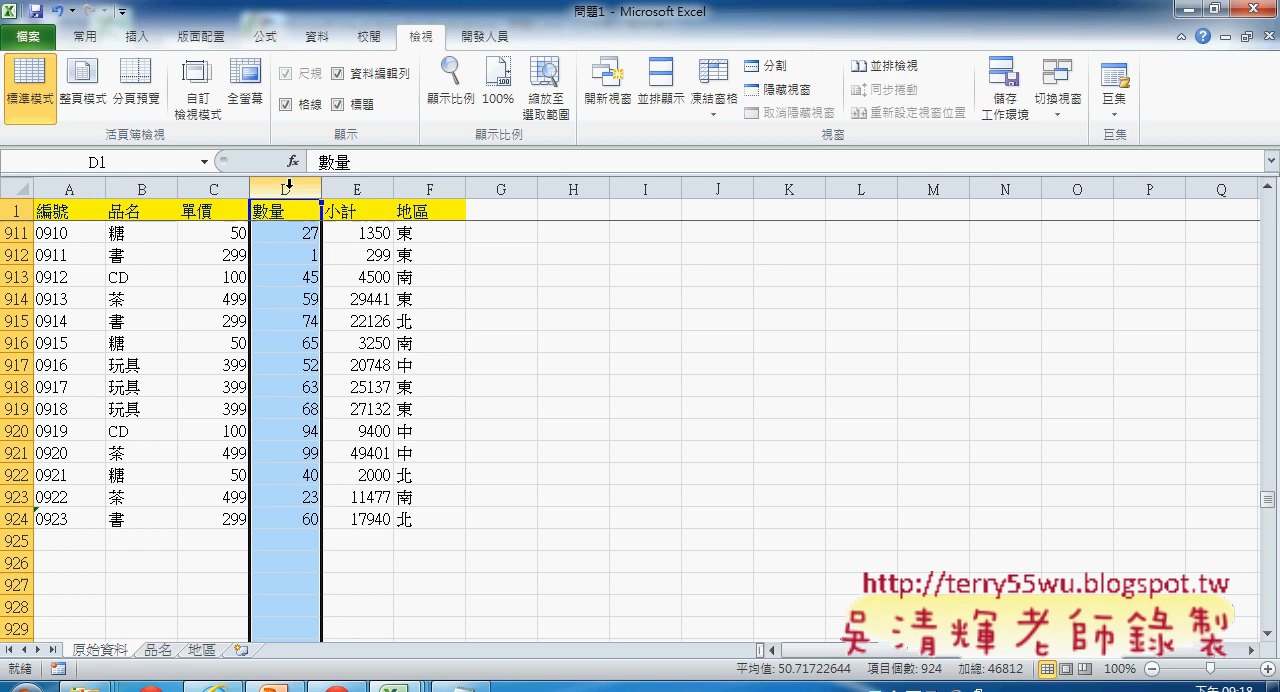 問題1 - Microsoft Excel
檔案 常用 插入 版面配置 公式 資料 校閱 檢視 開發人員
標準模式 整頁模式 分頁預覽 自訂檢視模式 全螢幕
活頁簿檢視
尺規 資料編輯列
格線 標題
顯示
顯示比例 100% 縮放至選取範圍
顯示比例
開新視窗 並排顯示 凍結窗格
分割
隱藏視窗
取消隱藏視窗
並排檢視
同步捲動
重新設定視窗位置
儲存工作環境 切換視窗
視窗
巨集
巨集
D1 fx 數量
A B C D E F G H I J K L M N O P Q
1 編號 品名 單價 數量 小計 地區
911 0910 糖 50 27 1350 東
912 0911 書 299 1 299 東
913 0912 CD 100 45 4500 南
914 0913 茶 499 59 29441 東
915 0914 書 299 74 22126 北
916 0915 糖 50 65 3250 南
917 0916 玩具 399 52 20748 中
918 0917 玩具 399 63 25137 東
919 0918 玩具 399 68 27132 東
920 0919 CD 100 94 9400 中
921 0920 茶 499 99 49401 中
922 0921 糖 50 40 2000 北
923 0922 茶 499 23 11477 南
924 0923 書 299 60 17940 北
925
926
927
928
929
http://terry55wu.blogspot.tw
吳清輝老師錄製
原始資料 品名 地區
就緒 平均值: 50.71722644 項目個數: 924 加總: 46812 100%
下午 09:18